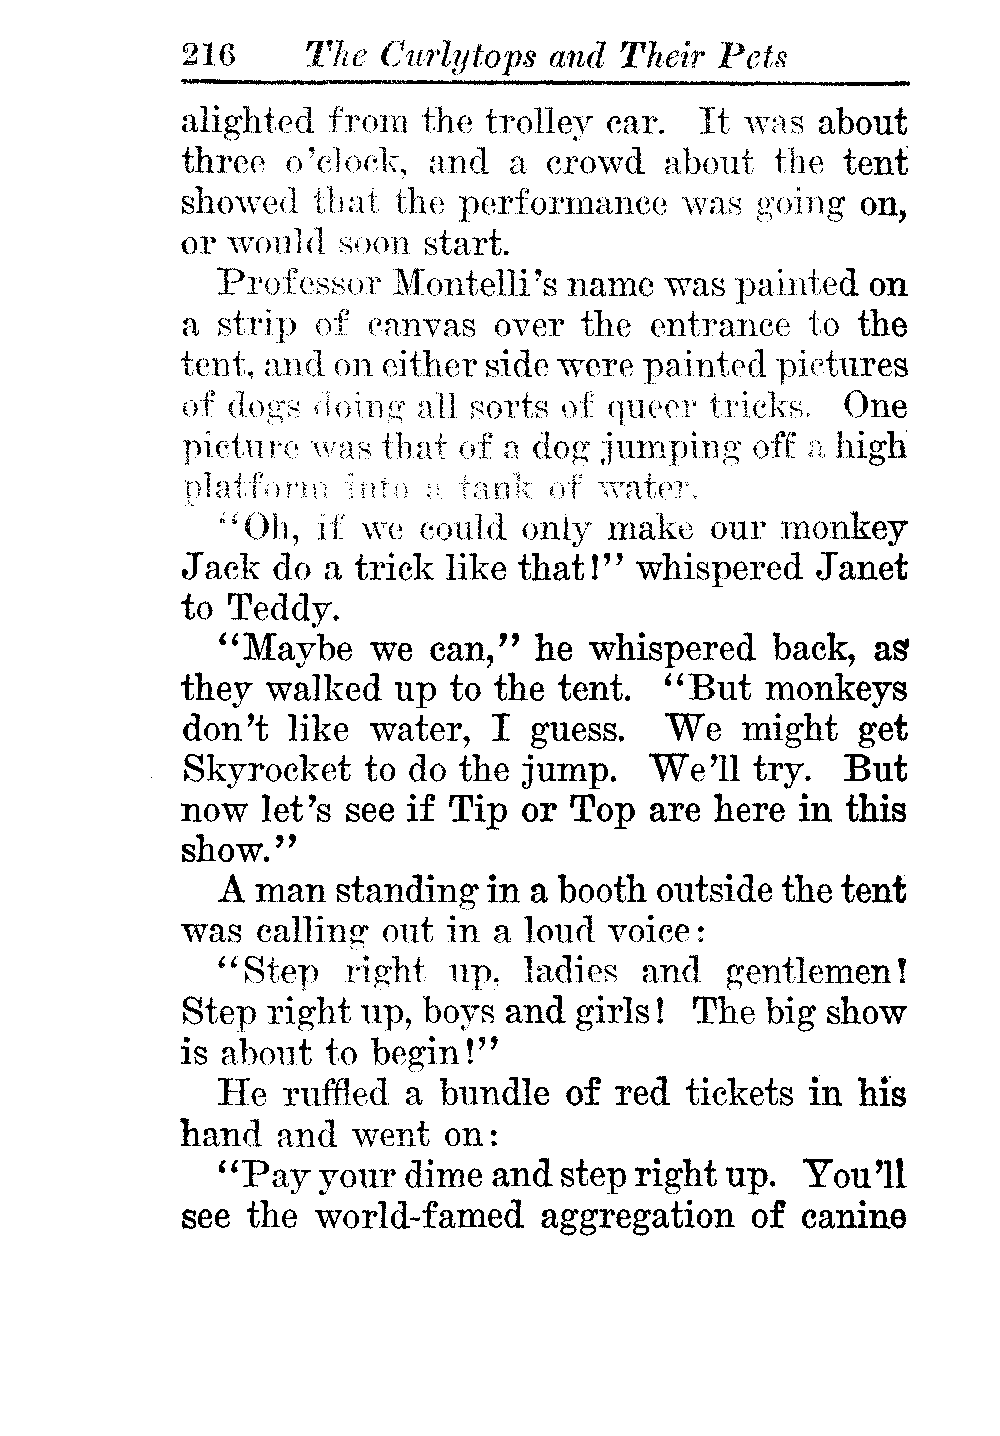 216 The Curlytops and Their Pets
alighted from the trolley car. It was about
three o'clock, and a crowd about the tent
showed that the performance was going on,
or would soon start.
Professor Montelli's name was painted on
a strip of canvas over the entrance to the
tent, and on either side were painted pictures
of dogs doing all sorts of queer tricks. One
picture was that of a dog jumping off a high
platform into a tank of water.
"Oh, if we could only make our monkey
Jack do a trick like that!" whispered Janet
to Teddy.
"Maybe we can," he whispered back, as
they walked up to the tent. "But monkeys
don't like water, I guess. We might get
Skyrocket to do the jump. We'll try. But
now let's see if Tip or Top are here in this
show."
A man standing in a booth outside the tent
was calling out in a loud voice:
"Step right up, ladies and gentlemen!
Step right up, boys and girls! The big show
is about to begin!"
He ruffled a bundle of red tickets in his
hand and went on:
"Pay your dime and step right up. You'll
see the world-famed aggregation of canine